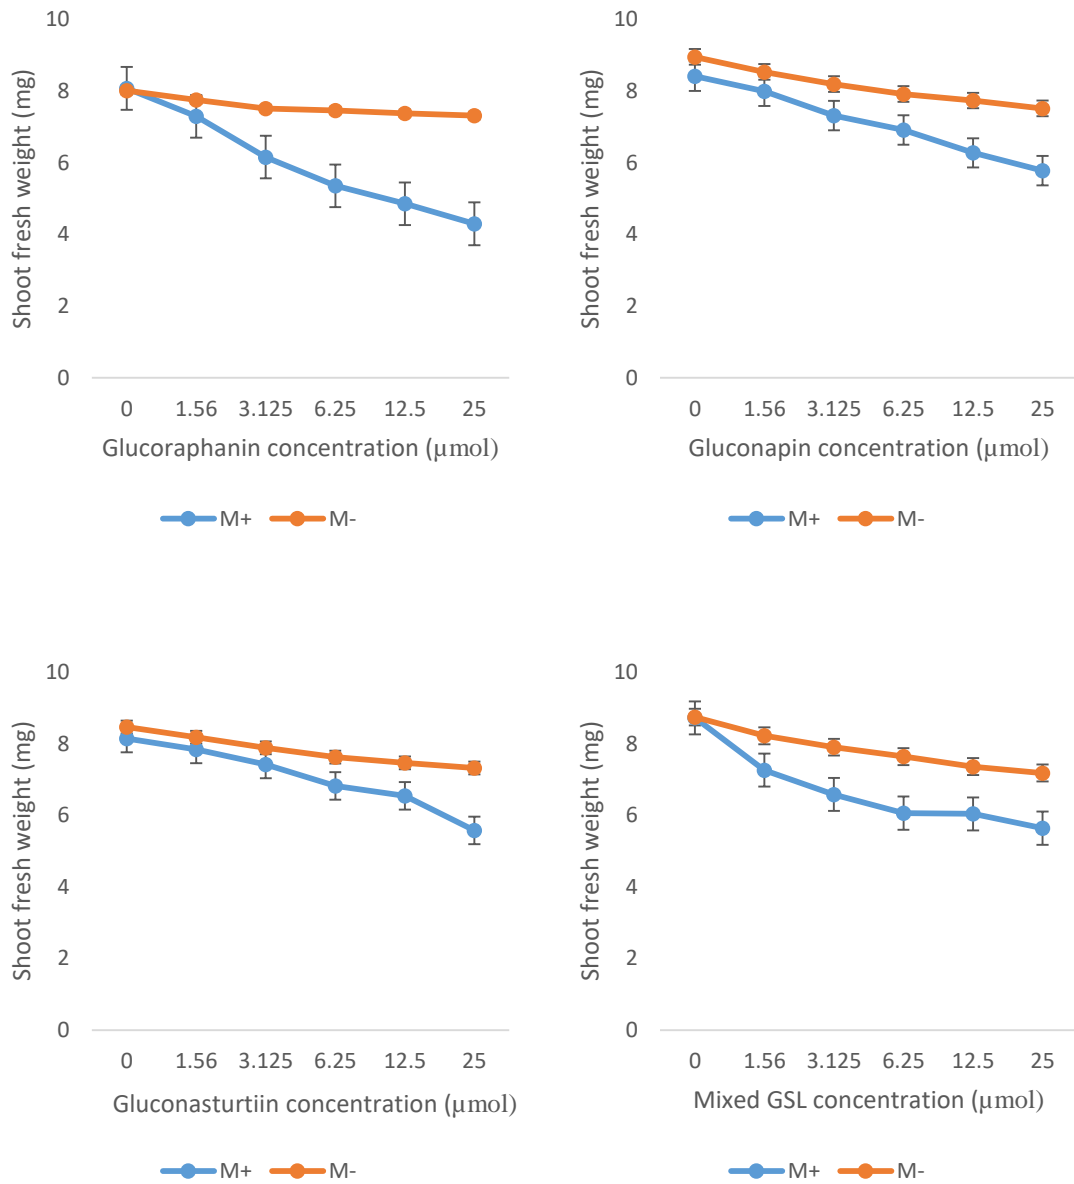 10
8
6
4
2
0
Shoot fresh weight (mg)
0 1.56 3.125 6.25 12.5 25
Glucoraphanin concentration (µmol)
M+ M-
10
8
6
4
2
0
Shoot fresh weight (mg)
0 1.56 3.125 6.25 12.5 25
Gluconapin concentration (µmol)
M+ M-
10
8
6
4
2
0
Shoot fresh weight (mg)
0 1.56 3.125 6.25 12.5 25
Gluconasturtiin concentration (µmol)
M+ M-
10
8
6
4
2
0
Shoot fresh weight (mg)
0 1.56 3.125 6.25 12.5 25
Mixed GSL concentration (µmol)
M+ M-